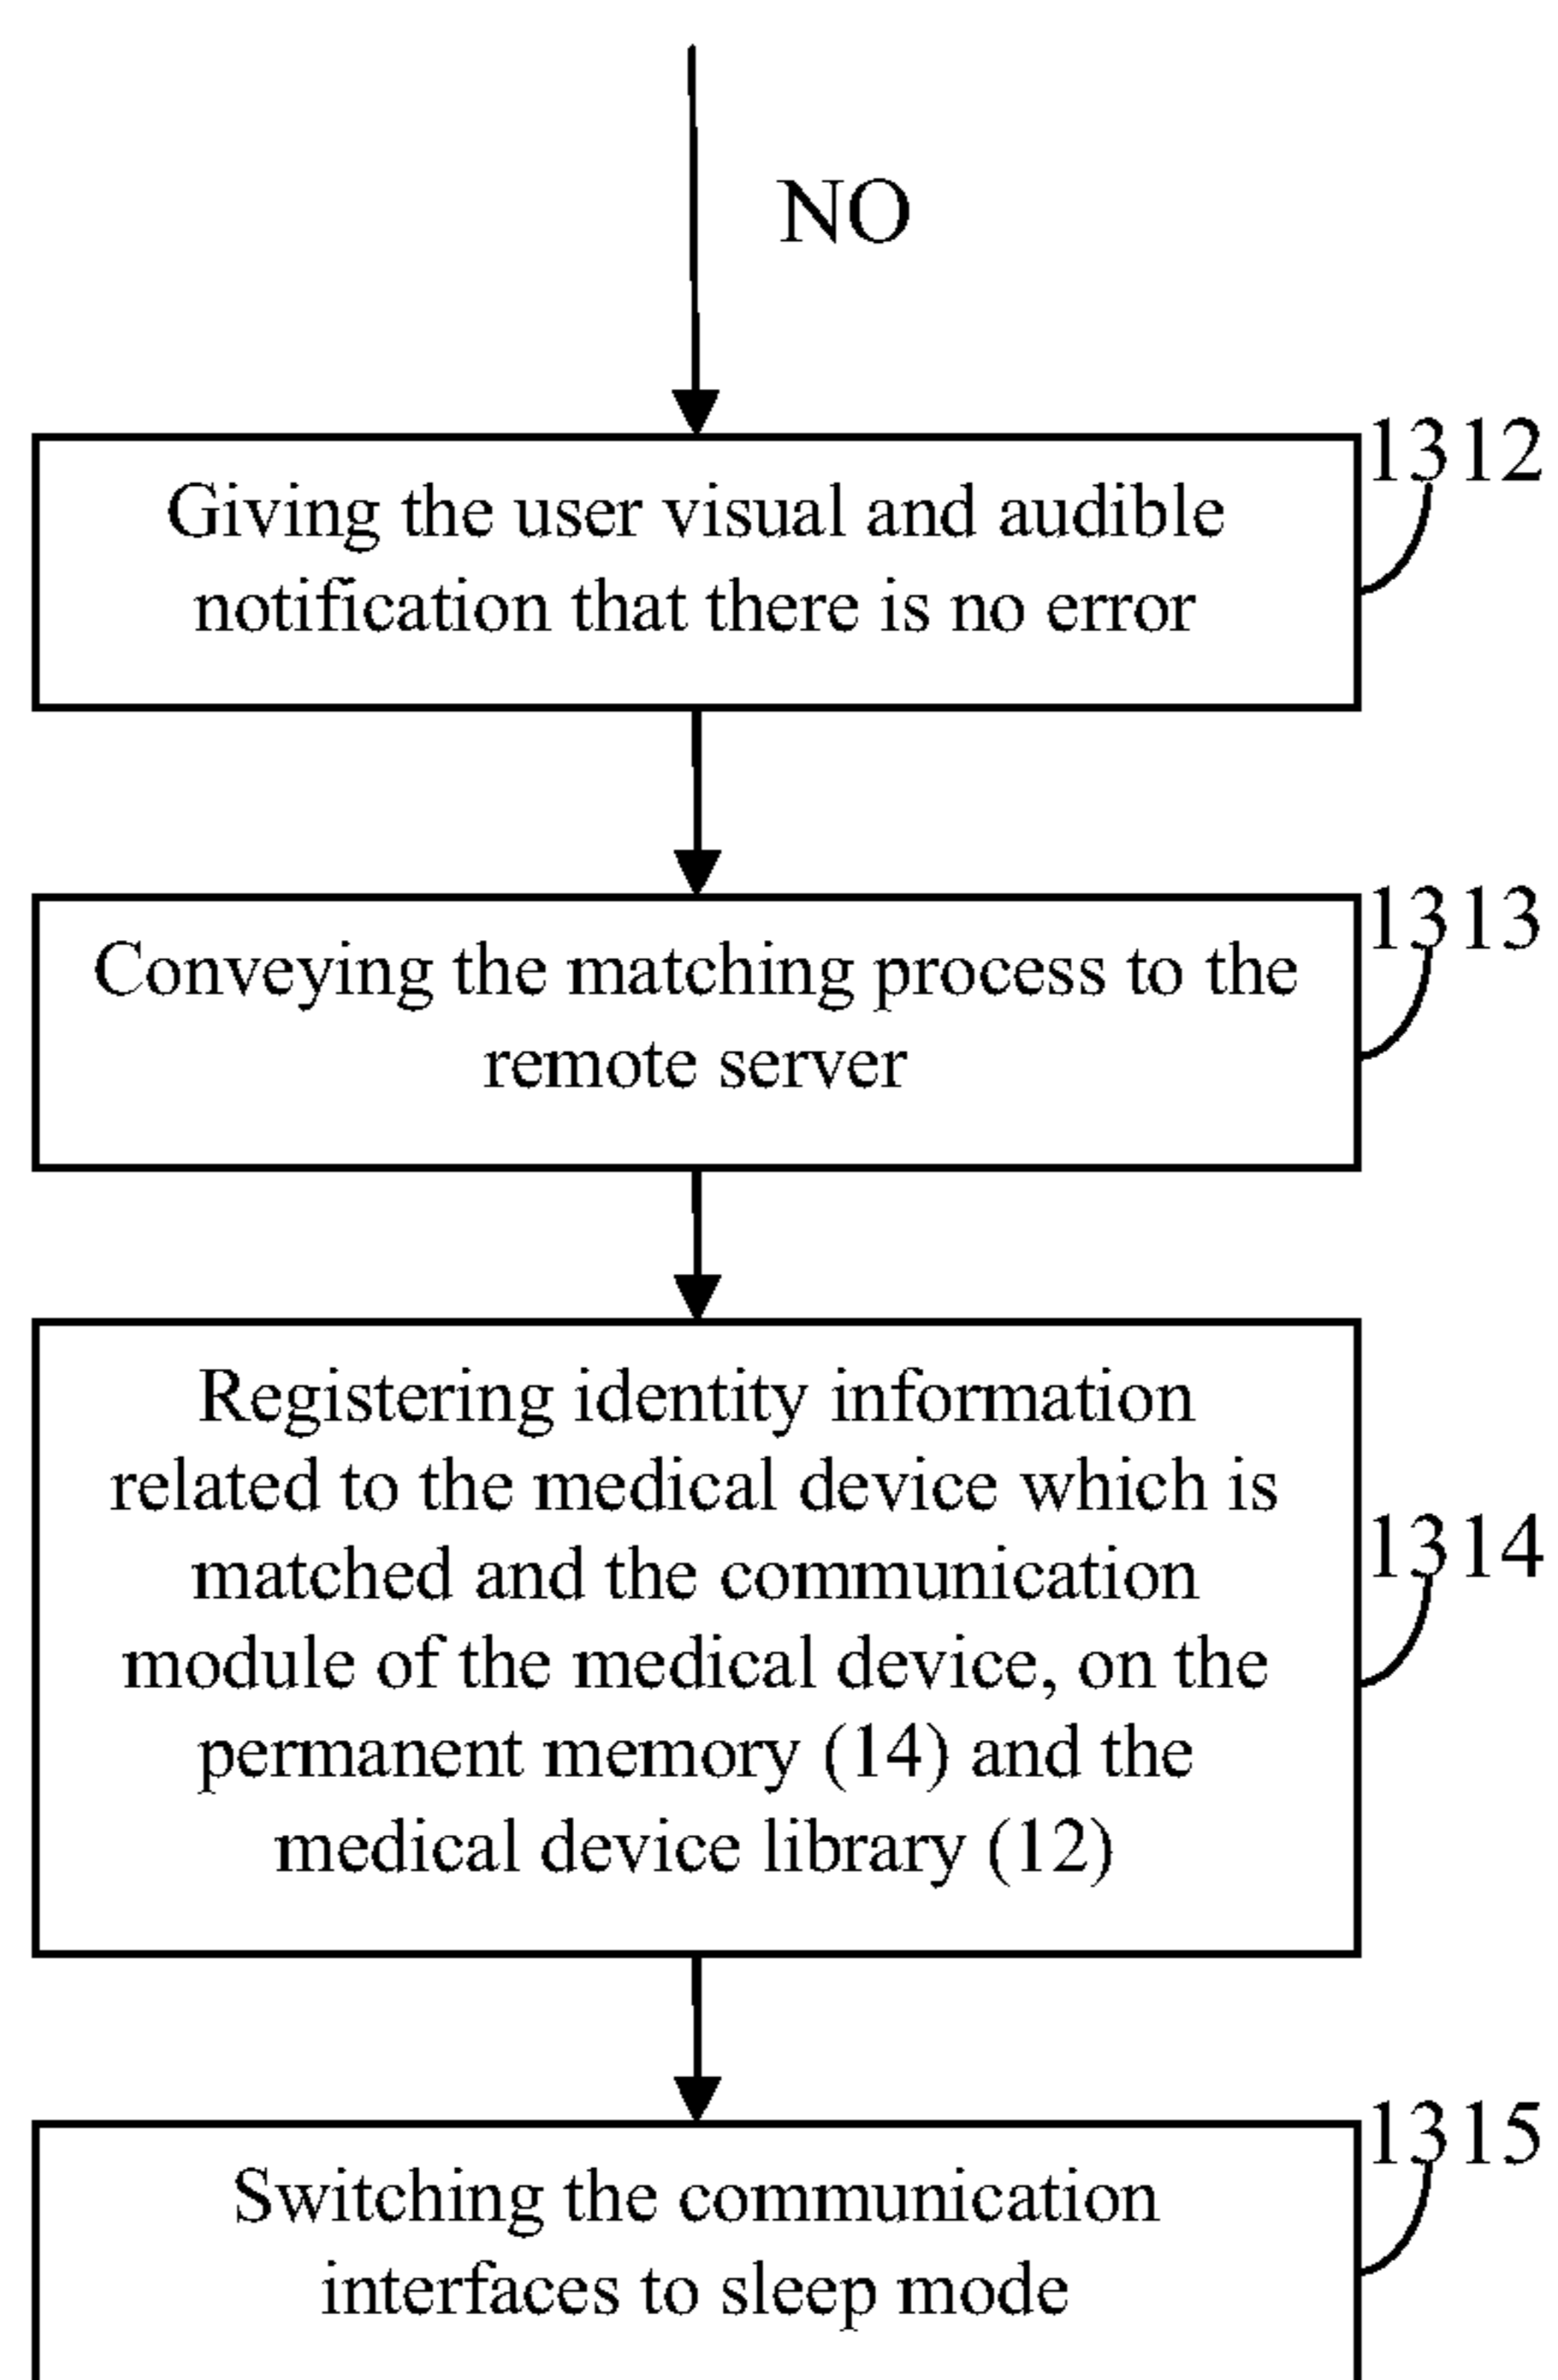 NO
1312
Giving the user visual and audible
notification that there is no error
1313
Conveying the matching process to the
remote server
Registering identity information
related to the medical device which is
1314
matched and the communication
module of the medical device, on the
permanent memory (14) and the
medical device library (12)
1315
Switching the communication
interfaces to sleep mode